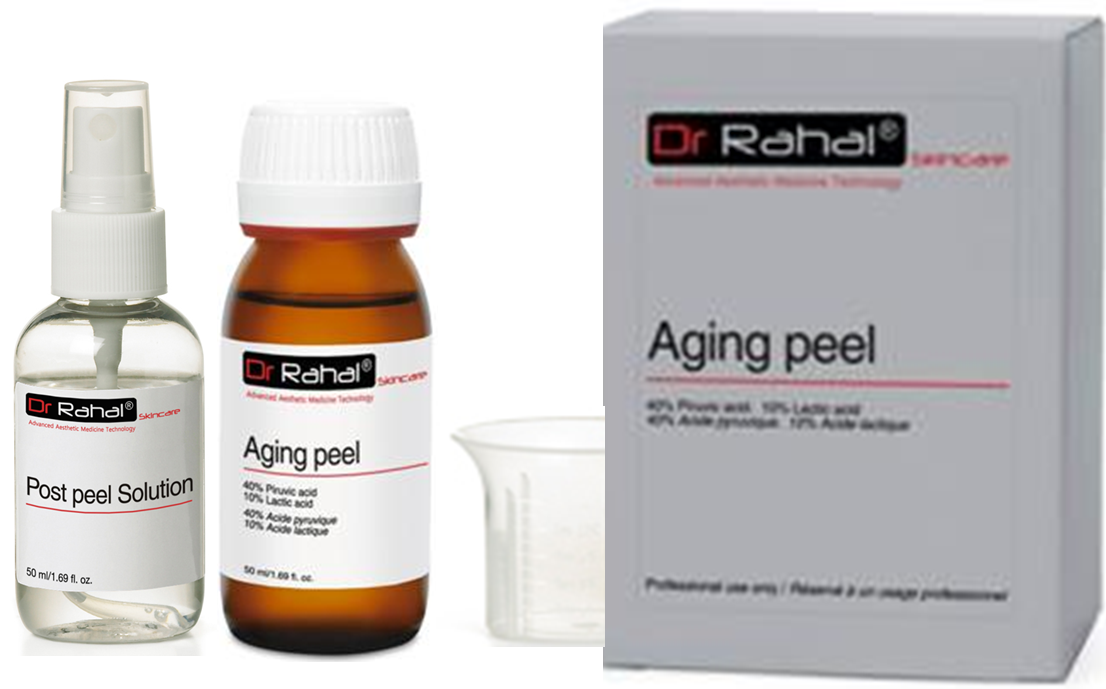 Dr Rahal® Skincare
Advanced Aesthetic Medicine Technology
Post peel Solution
50 ml/1.69 fl. oz.
Dr Rahal® Skincare
Advanced Aesthetic Medicine Technology
Aging peel
40% Piruvic acid
10% Lactic acid
40% Acide pyruvique
10% Acide lactique
50 ml/1.69 fl. oz.
Dr Rahal® Skincare
Advanced Aesthetic Medicine Technology
Aging peel
40% Piruvic acid 10% Lactic acid
40% Acide pyruvique 10% Acide lactique
Professional use only / Réservé à un usage professionnel